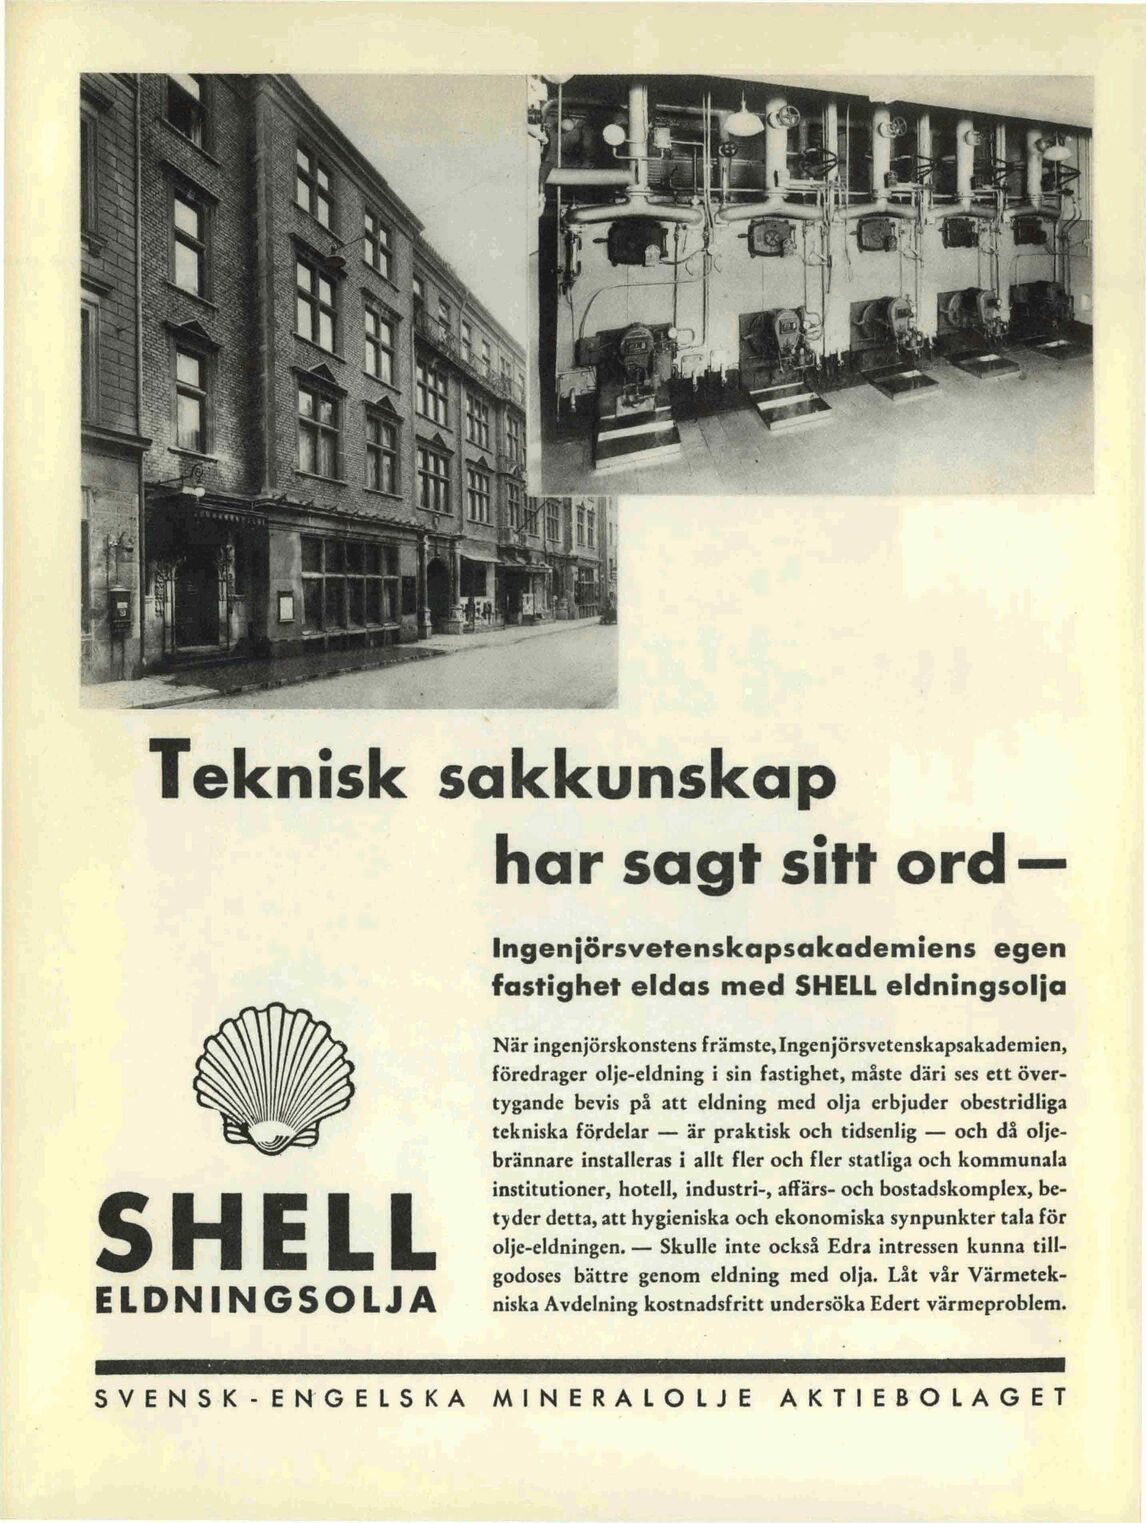 Teknisk sakkunskap
har sagt sitt ord —
Ingenjörsvetenskapsakademiens egen
fastighet eldas med SHELL eldningsolja
När ingenjörskonstens främste, Ingenjörsvetenskapsakademien,
föredrager olje-eldning i sin fastighet, måste däri ses ett över-
tygande bevis på att eldning med olja erbjuder obestridliga
tekniska fördelar — är praktisk och tidsenlig — och då olje-
brännare installeras i allt fler och fler statliga och kommunala
institutioner, hotell, industri-, affärs- och bostadskomplex, be-
tyder detta, att hygieniska och ekonomiska synpunkter tala för
olje-eldningen. — Skulle inte också Edra intressen kunna till-
godoses bättre genom eldning med olja. Låt vår Värmetek-
niska Avdelning kostnadsfritt undersöka Edert värmeproblem.
SHELL
ELDNINGSOLJA
SVENSK-ENGELSKA MINERALOLJE AKTIEBOLAGET